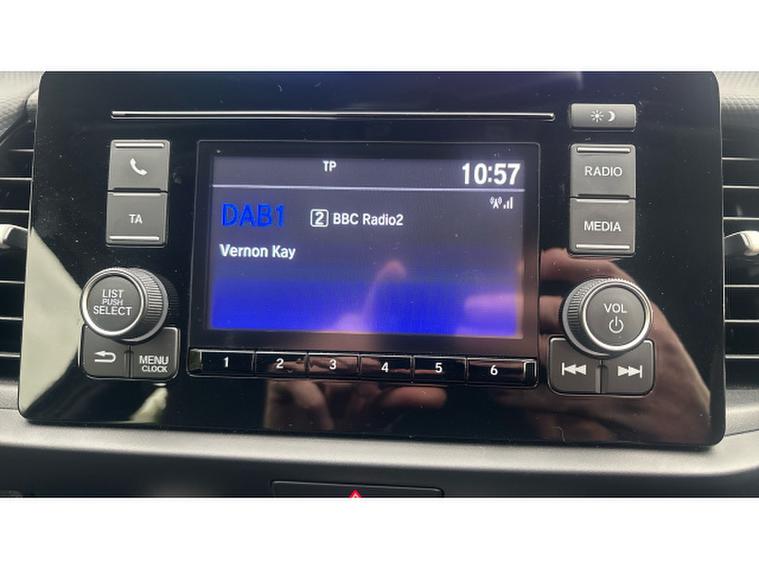 TP
10:57
DAB1
2 BBC Radio2
Vernon Kay
TA
RADIO
MEDIA
LIST
PUSH
SELECT
VOL
MENU
CLOCK
1 2 3 4 5 6